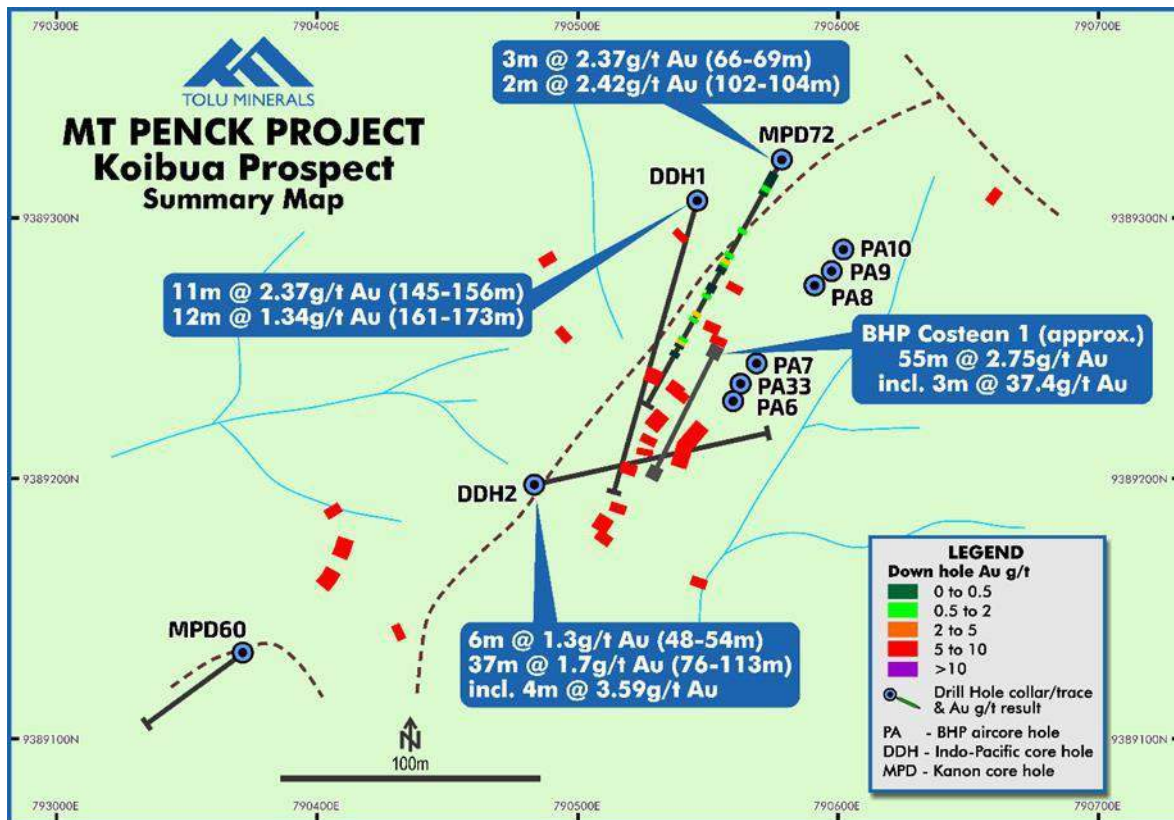 790300E
790400E
790500E
790600E
790700E
TOLU MINERALS
MT PENCK PROJECT
Koibua Prospect
Summary Map
3m @ 2.37g/t Au (66-69m)
2m @ 2.42g/t Au (102-104m)
MPD72
DDH1
9389300N
9389300N
PA10
PA9
PA8
11m @ 2.37g/t Au (145-156m)
12m @ 1.34g/t Au (161-173m)
BHP Costean 1 (approx.)
55m @ 2.75g/t Au
incl. 3m @ 37.4g/t Au
PA7
PA33
PA6
9389200N
9389200N
DDH2
MPD60
6m @ 1.3g/t Au (48-54m)
37m @ 1.7g/t Au (76-113m)
incl. 4m @ 3.59g/t Au
LEGEND
Down hole Au g/t
0 to 0.5
0.5 to 2
2 to 5
5 to 10
>10
Drill Hole collar/trace
& Au g/t result
PA - BHP aircore hole
DDH - Indo-Pacific core hole
MPD - Kanon core hole
N
100m
9389100N
9389100N
793000E
790400E
790500E
790600E
790700E